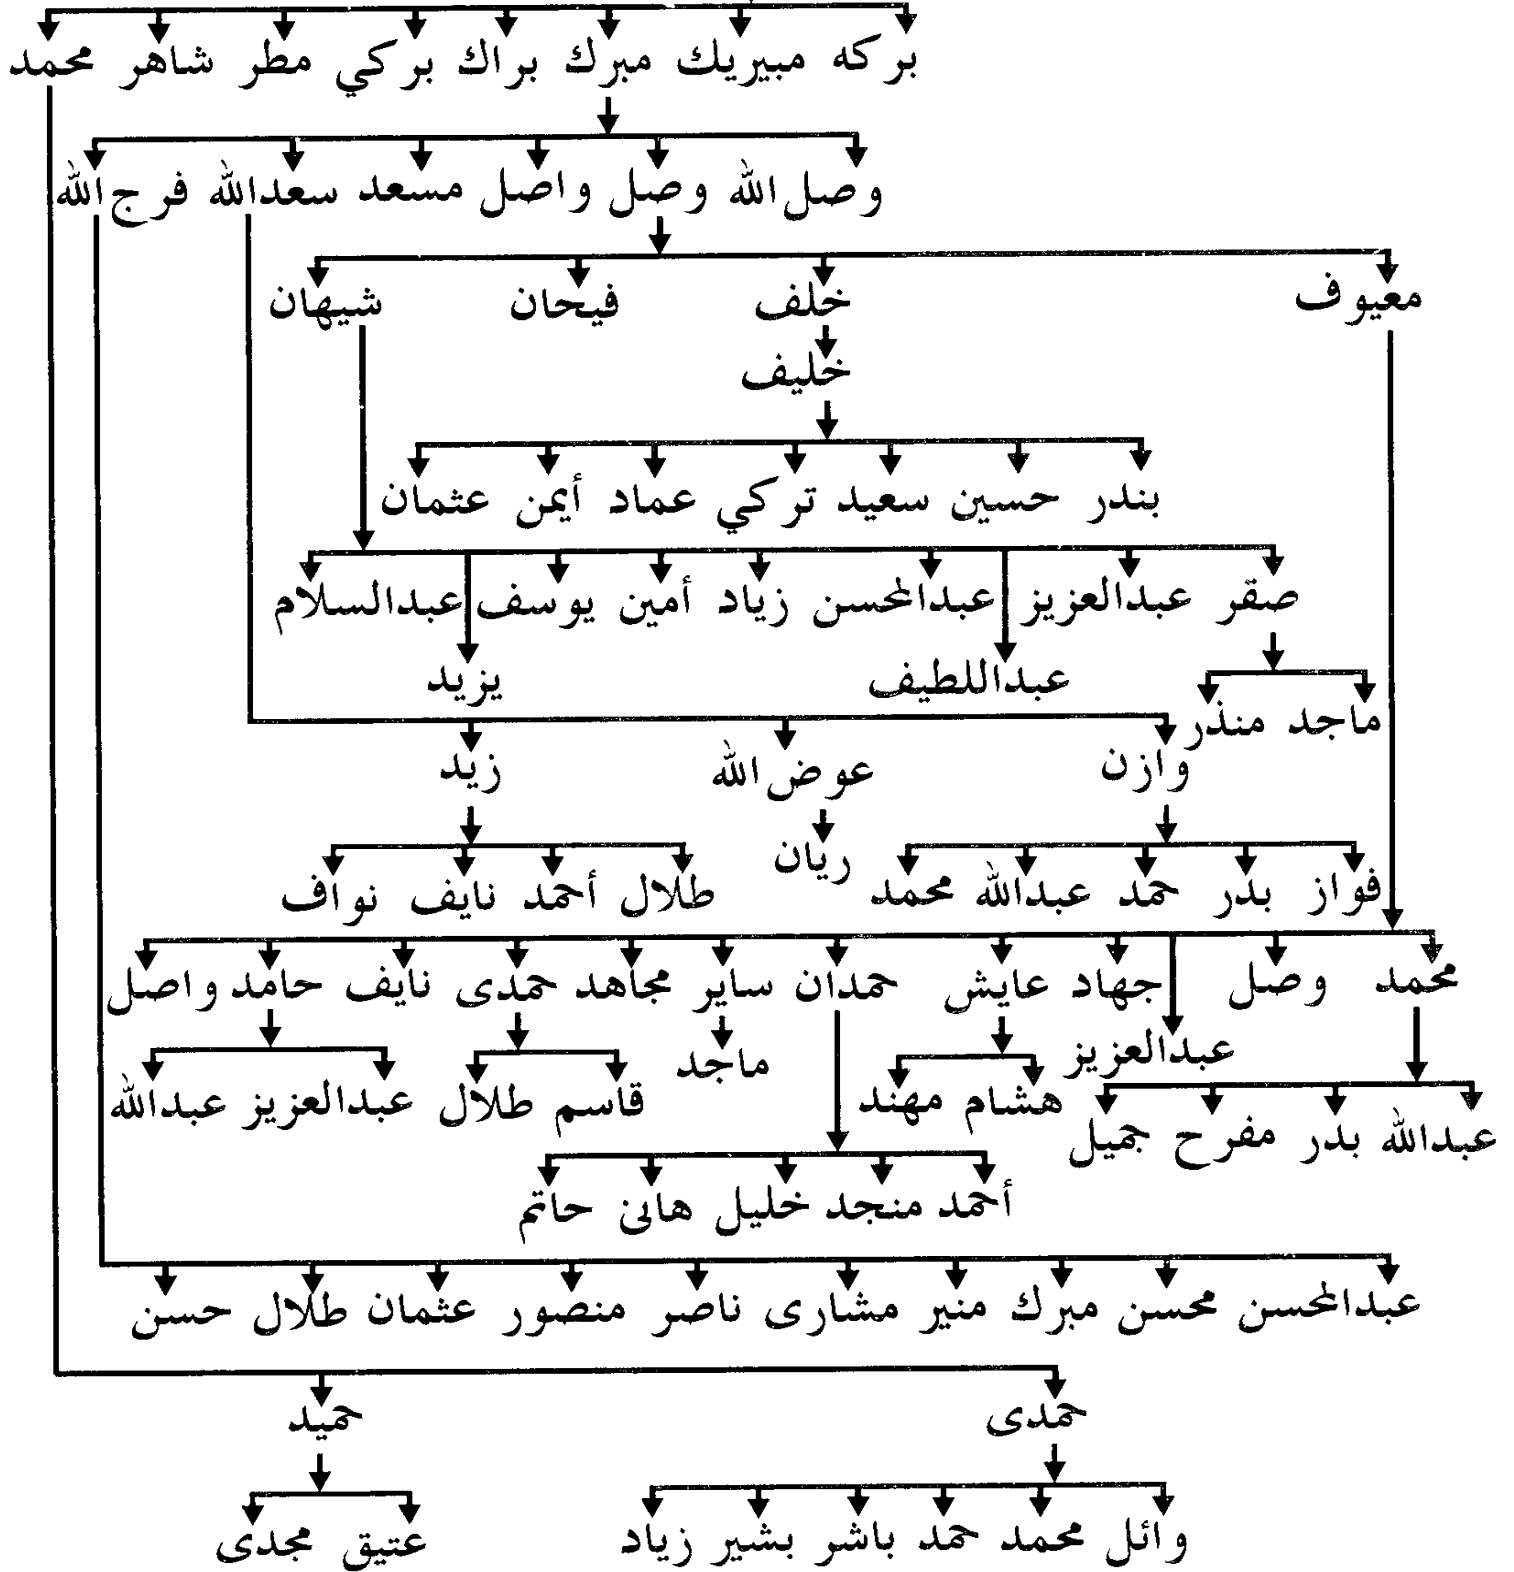 بركه مبيريك مبرك براك بركي مطر شاهر محمد
وصل الله وصل واصل مسعد سعدالله فرج الله
معيوف خلف فيحان شيهان
خليف
بندر حسين سعيد تركي عماد أيمن عثمان
صقر عبدالعزيز عبدالمحسن زياد أمين يوسف عبدالسلام
عبداللطيف يزيد
ماجد منذر
وازن عوض الله زيد
ريان
فواز بدر حمد عبدالله محمد طلال أحمد نايف نواف
محمد وصل جهاد عايش حمدان ساير مجاهد حمدى نايف حامد واصل
عبدالعزيز ماجد
هشام مهند قاسم طلال عبدالعزيز عبدالله
عبدالله بدر مفرح جميل
أحمد منجد خليل هانئ حاتم
عبدالمحسن محسن مبرك منير مشارى ناصر منصور عثمان طلال حسن
حمدى حميد
وائل محمد حمد باشر بشير زياد عتيق مجدى